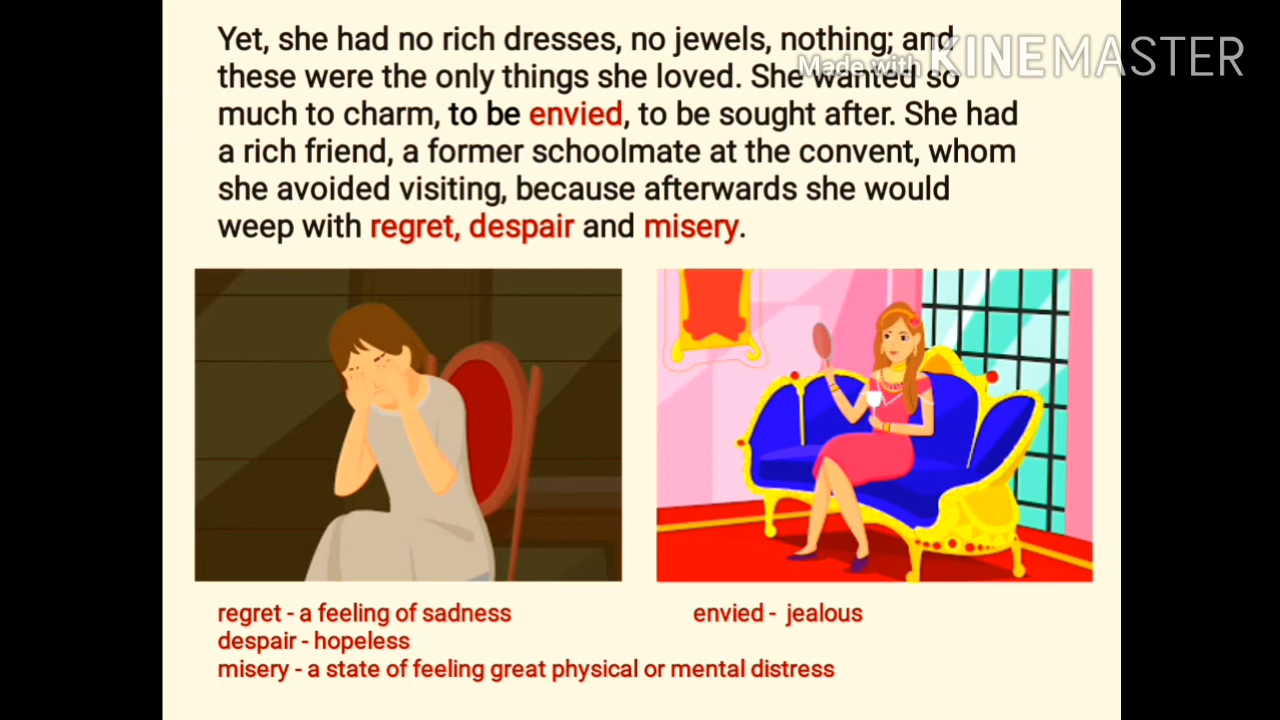 Yet, she had no rich dresses, no jewels, nothing; and
these were the only things she loved. She wanted so
much to charm, to be envied, to be sought after. She had
a rich friend, a former schoolmate at the convent, whom
she avoided visiting, because afterwards she would
weep with regret, despair and misery.
Made with KINEMASTER
regret - a feeling of sadness
despair - hopeless
misery - a state of feeling great physical or mental distress
envied - jealous